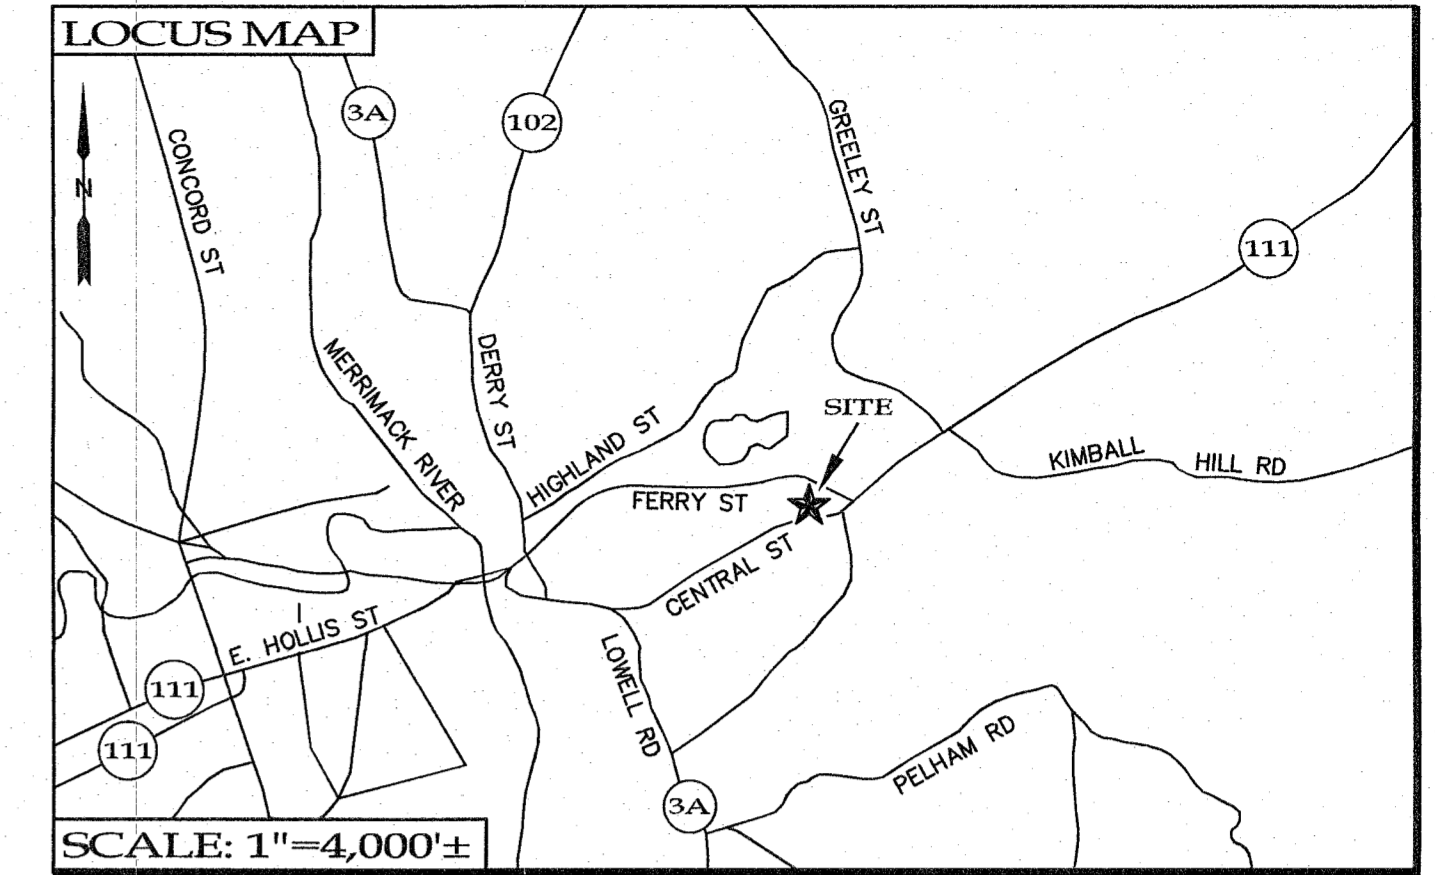 LOCUS MAP
3A
102
GREELEY ST
CONCORD ST
N
111
MERRIMACK RIVER
DERRY ST
SITE
HIGHLAND ST
KIMBALL HILL RD
FERRY ST
CENTRAL ST
E. HOLLIS ST
LOWELL RD
111
111
PELHAM RD
3A
SCALE: 1"=4,000'±